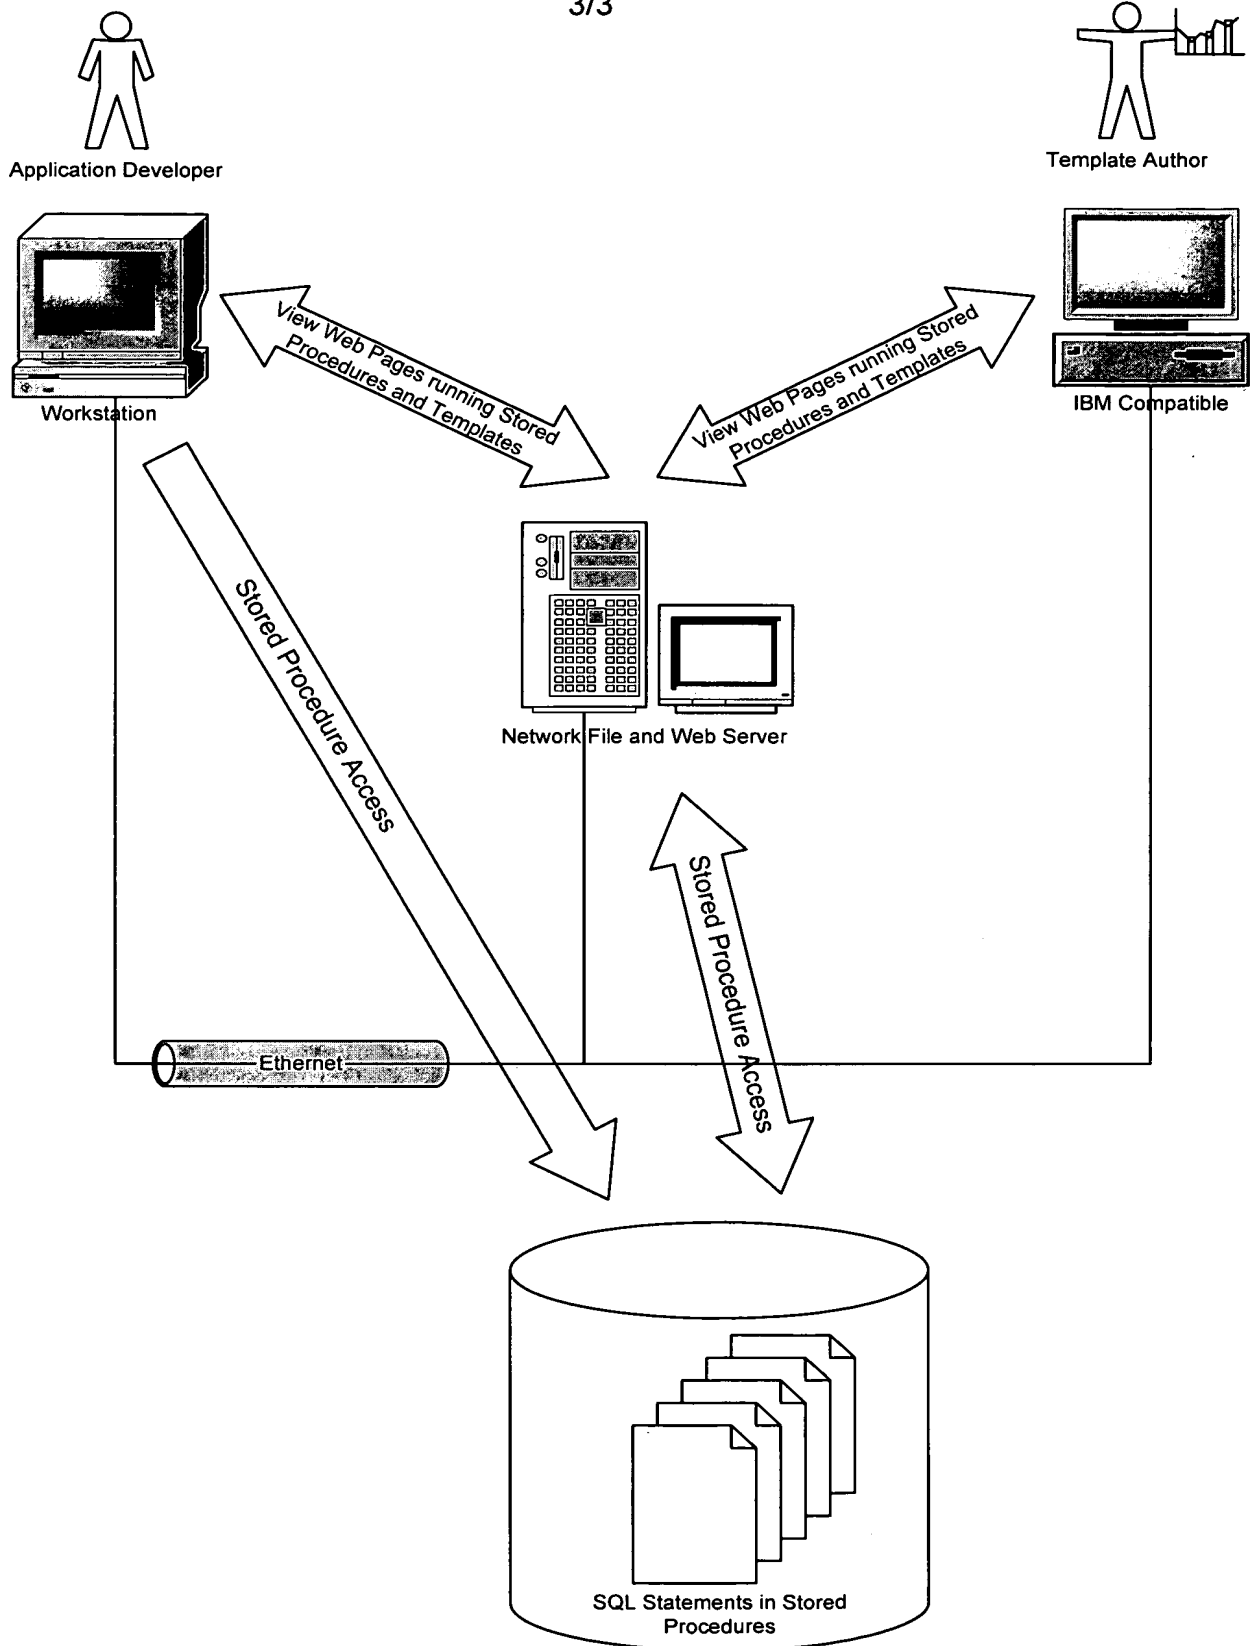 3/3
Application Developer
Template Author
Workstation
IBM Compatible
View Web Pages running Stored
Procedures and Templates
View Web Pages running Stored
Procedures and Templates
Network File and Web Server
Stored Procedure Access
Stored Procedure Access
Ethernet
SQL Statements in Stored
Procedures